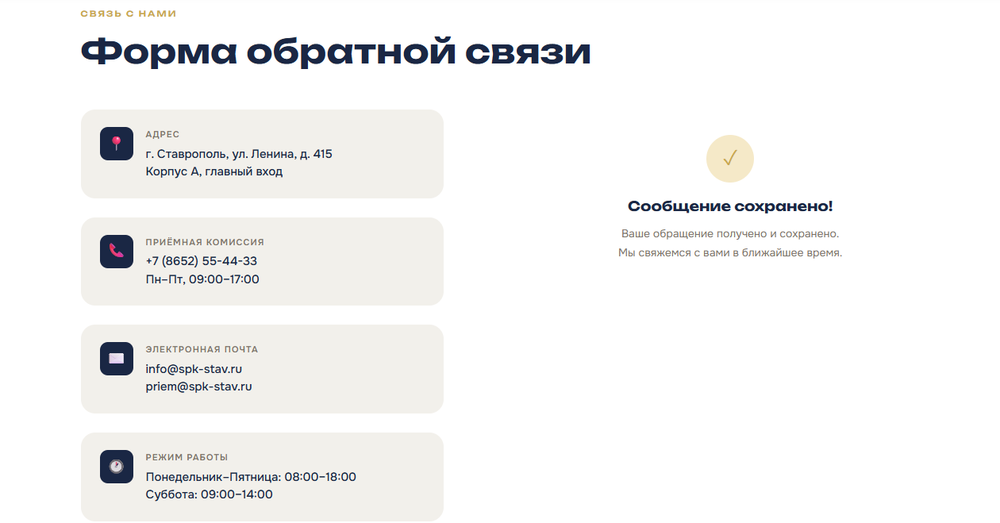 СВЯЗЬ С НАМИ
Форма обратной связи
АДРЕС
г. Ставрополь, ул. Ленина, д. 415
Корпус А, главный вход
ПРИЁМНАЯ КОМИССИЯ
+7 (8652) 55-44-33
Пн–Пт, 09:00–17:00
ЭЛЕКТРОННАЯ ПОЧТА
info@spk-stav.ru
priem@spk-stav.ru
РЕЖИМ РАБОТЫ
Понедельник–Пятница: 08:00–18:00
Суббота: 09:00–14:00
✓
Сообщение сохранено!
Ваше обращение получено и сохранено.
Мы свяжемся с вами в ближайшее время.